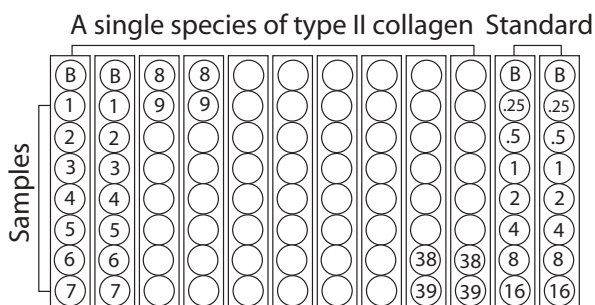 A single species of type II collagen Standard
Samples
B B 8 8 B B
1 1 9 9 .25 .25
2 2 .5 .5
3 3 1 1
4 4 2 2
5 5 4 4
6 6 38 38 8 8
7 7 39 39 16 16